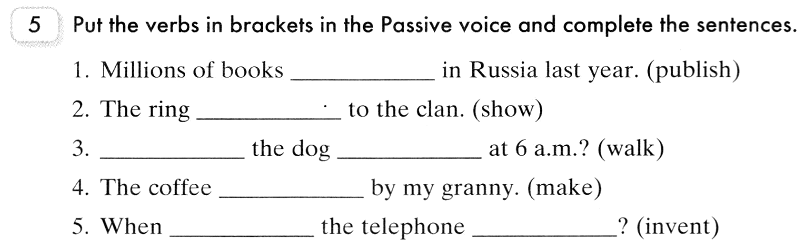 5 Put the verbs in brackets in the Passive voice and complete the sentences.
1. Millions of books ____________ in Russia last year. (publish)
2. The ring ____________ to the clan. (show)
3. ____________ the dog ____________ at 6 a.m.? (walk)
4. The coffee ____________ by my granny. (make)
5. When ____________ the telephone ____________? (invent)